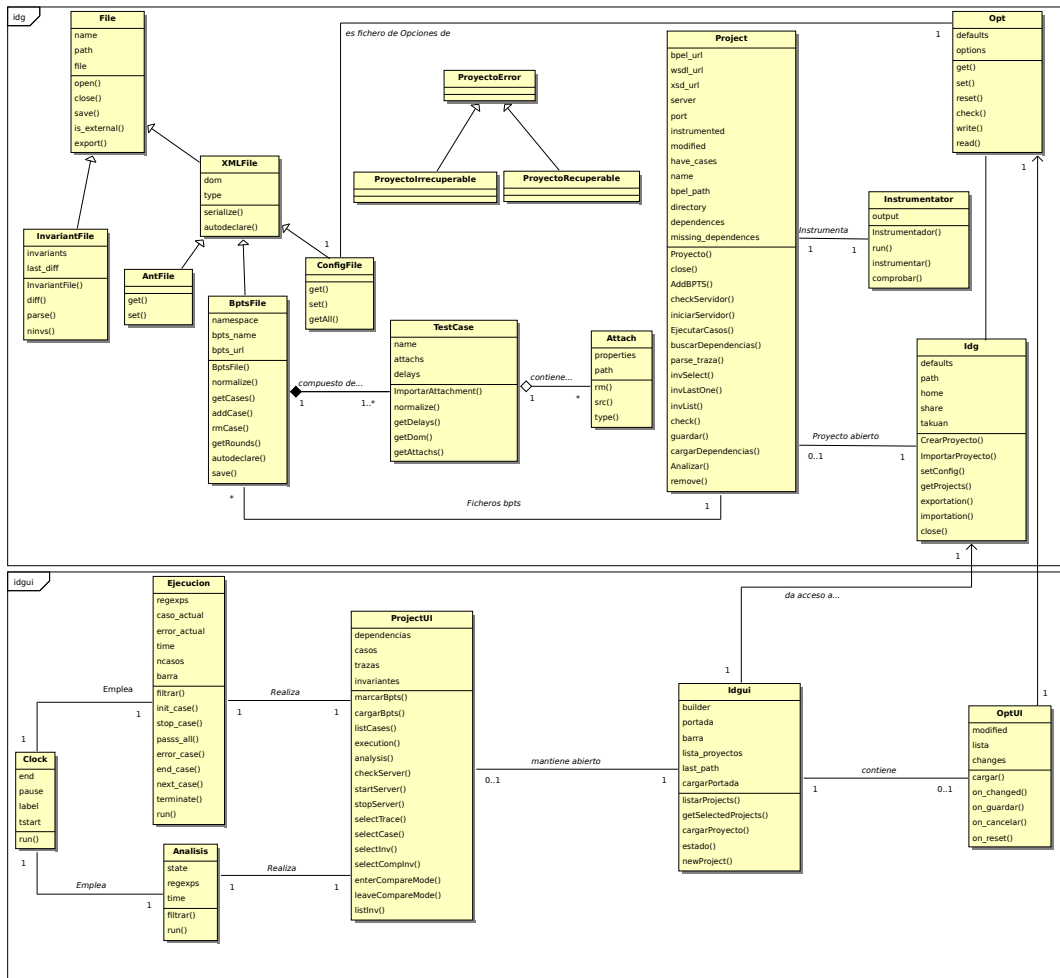 idg
File
name
path
file
open()
close()
save()
is_external()
export()
es fichero de Opciones de
1
1
Opt
defaults
options
get()
set()
reset()
check()
write()
read()
1
1
Project
bpel_url
wsdl_url
xsd_url
server
port
instrumented
modified
have_cases
name
bpel_path
directory
dependences
missing_dependences
Proyecto()
close()
AddBPTS()
checkServidor()
iniciarServidor()
EjecutarCasos()
buscarDependencias()
parse_traza()
invSelect()
invLastOne()
invList()
check()
guardar()
cargarDependencias()
Analizar()
remove()
ProyectoError
ProyectoIrrecuperable
ProyectoRecuperable
XMLFile
dom
type
serialize()
autodeclare()
InvariantFile
invariants
last_diff
InvariantFile()
diff()
parse()
ninvs()
AntFile
get()
set()
ConfigFile
get()
set()
getAll()
Instrumenta
1
1
Instrumentator
output
Instrumentador()
run()
instrumentar()
comprobar()
BptsFile
namespace
bpts_name
bpts_url
BptsFile()
normalize()
getCases()
addCase()
rmCase()
getRounds()
autodeclare()
save()
compuesto de...
1
1..*
TestCase
name
attachs
delays
ImportarAttachment()
normalize()
getDelays()
getDom()
getAttachs()
contiene...
1
*
Attach
properties
path
rm()
src()
type()
Idg
defaults
path
home
share
takuan
CrearProyecto()
ImportarProyecto()
setConfig()
getProjects()
exportation()
importation()
close()
Proyecto abierto
0..1
1
*
Ficheros bpts
1
1
idgui
Ejecucion
regexps
caso_actual
error_actual
time
ncasos
barra
filtrar()
init_case()
stop_case()
passs_all()
error_case()
end_case()
next_case()
terminate()
run()
da acceso a...
1
ProjectUI
dependencias
casos
trazas
invariantes
marcarBpts()
cargarBpts()
listCases()
execution()
analysis()
checkServer()
startServer()
stopServer()
selectTrace()
selectCase()
selectInv()
selectCompInv()
enterCompareMode()
leaveCompareMode()
listInv()
Emplea
1
1
Realiza
1
1
Clock
end
pause
label
tstart
run()
1
Emplea
1
Analisis
state
regexps
time
filtrar()
run()
Realiza
1
1
mantiene abierto
0..1
1
Idgui
builder
portada
barra
lista_proyectos
last_path
cargarPortada
listarProjects()
getSelectedProjects()
cargarProyecto()
estado()
newProject()
contiene
1
0..1
1
OptUI
modified
lista
changes
cargar()
on_changed()
on_guardar()
on_cancelar()
on_reset()